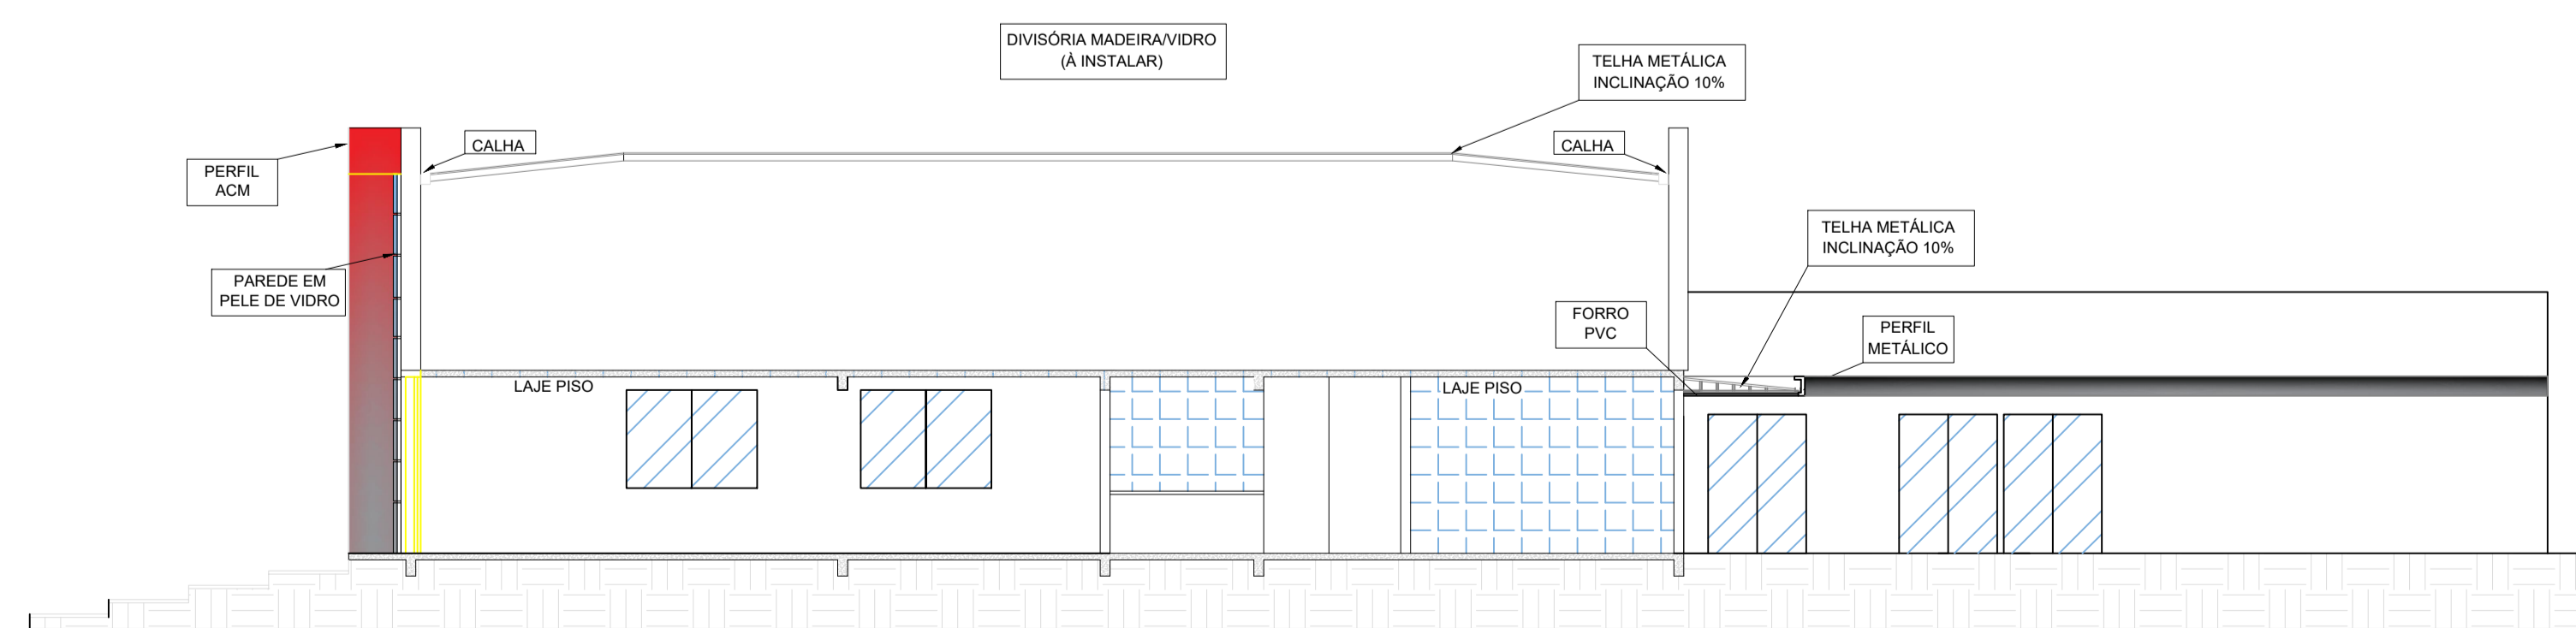 DIVISÓRIA MADEIRA/VIDRO
(À INSTALAR)
TELHA METÁLICA
INCLINAÇÃO 10%
CALHA
CALHA
PERFIL
ACM
TELHA METÁLICA
INCLINAÇÃO 10%
PAREDE EM
PELE DE VIDRO
FORRO
PVC
PERFIL
METÁLICO
LAJE PISO
LAJE PISO